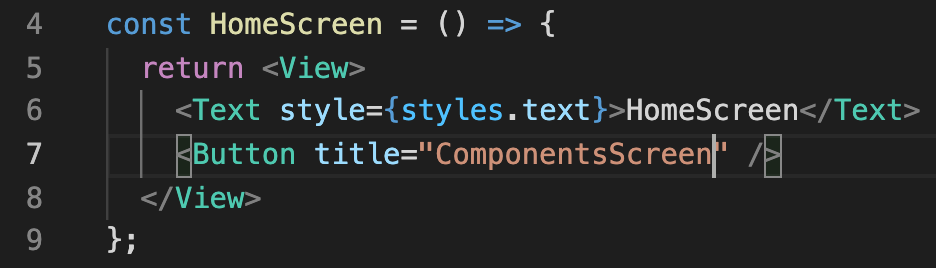 4 const HomeScreen = () => {
5 return <View>
6 <Text style={styles.text}>HomeScreen</Text>
7 <Button title="ComponentsScreen" />
8 </View>
9 };